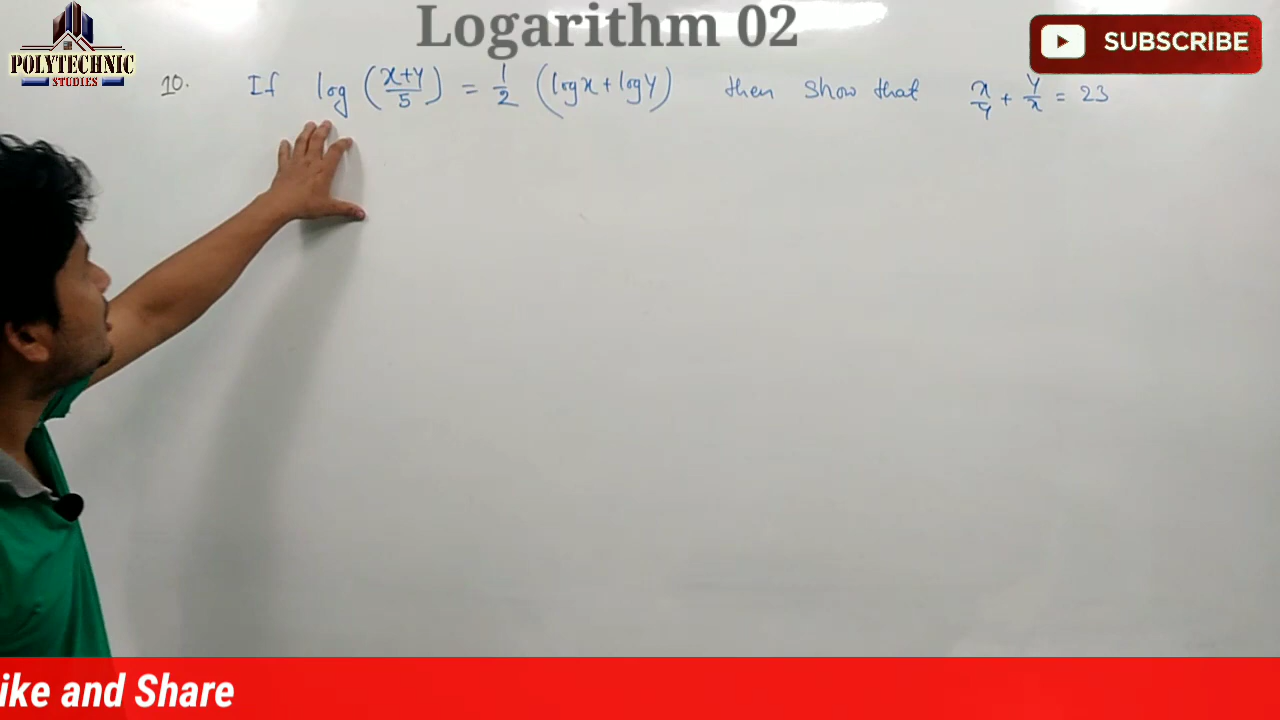 Logarithm 02
POLYTECHNIC
STUDIES
SUBSCRIBE
10. If log (x+y/5) = 1/2 (log x + log y) then show that x/y + y/x = 23
ike and Share